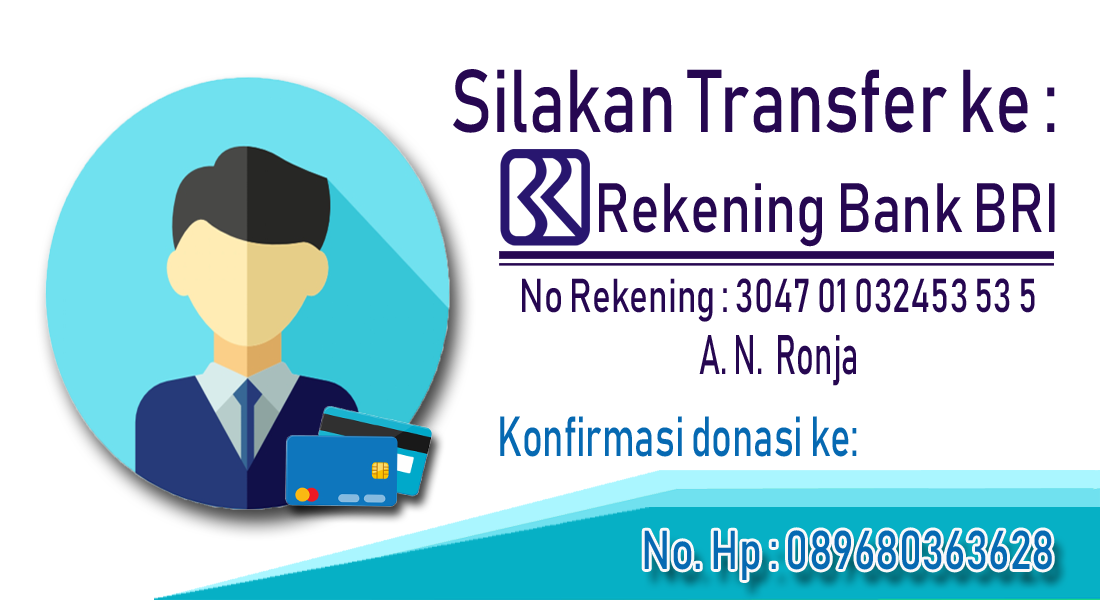 Silakan Transfer ke :
Rekening Bank BRI
No Rekening : 3047 01 032453 53 5
A. N. Ronja
Konfirmasi donasi ke:
No. Hp : 089680363628